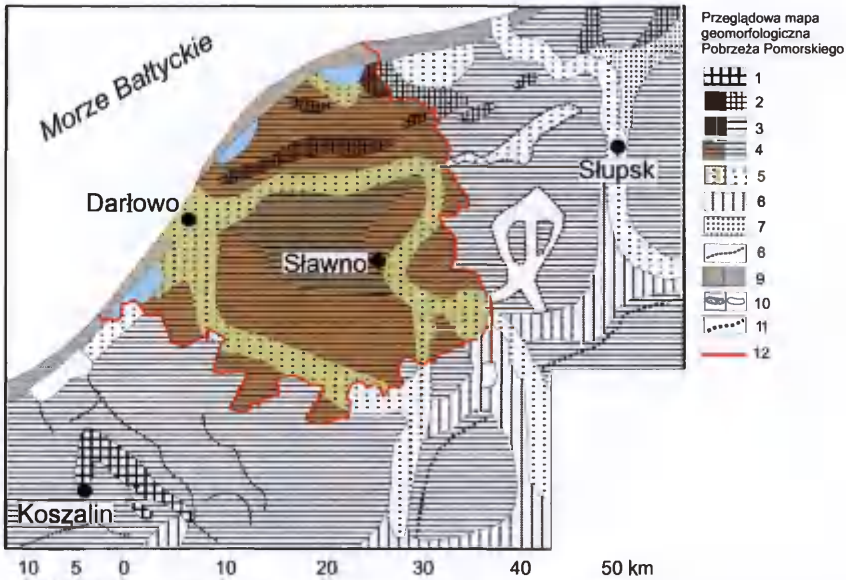 Przeglądowa mapa
geomorfologiczna
Pobrzeża Pomorskiego
1
2
3
4
5
6
7
8
9
10
11
12
Morze Bałtyckie
Darłowo
Sławno
Słupsk
Koszalin
10 5 0 10 20 30 40 50 km